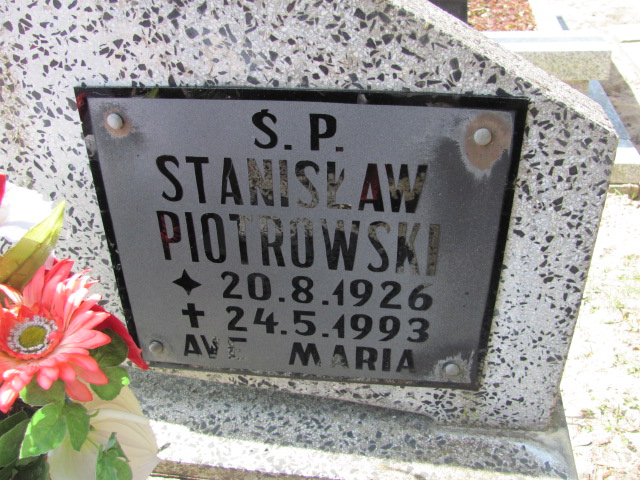 Ś. P.
STANISŁAW
PIOTROWSKI
20.8.1926
24.5.1993
AVE MARIA